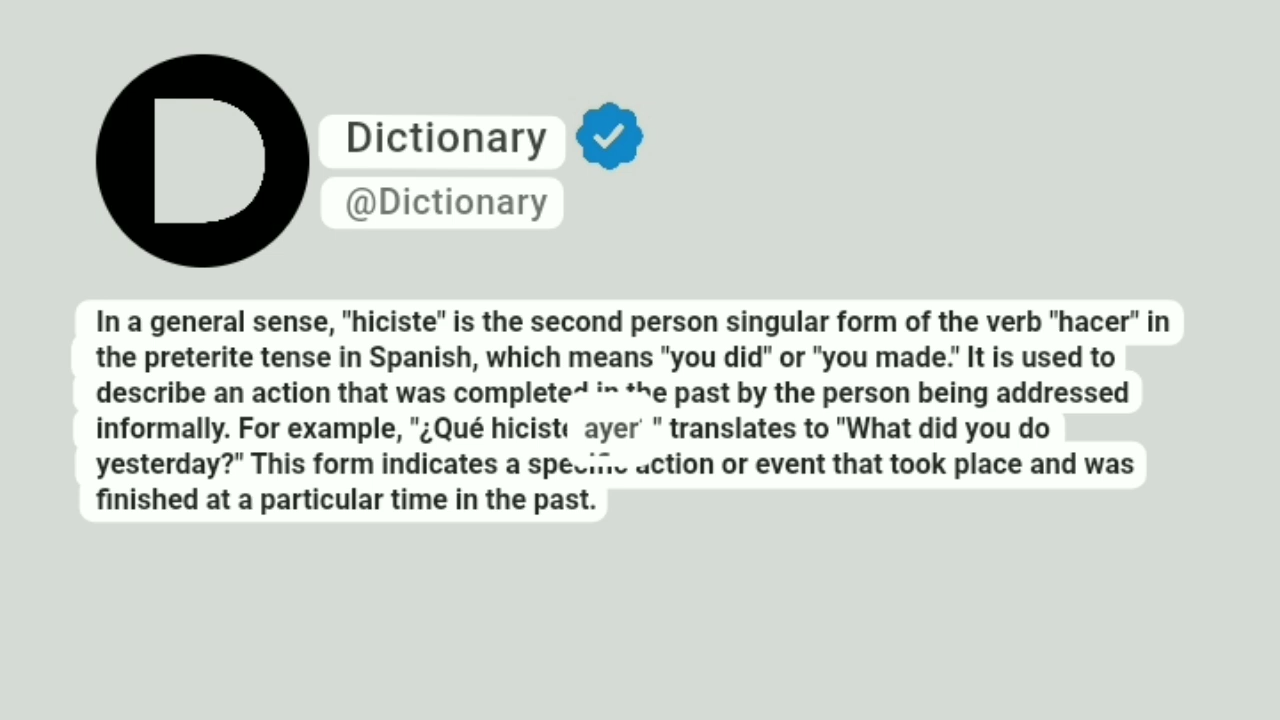 Dictionary
@Dictionary
In a general sense, "hiciste" is the second person singular form of the verb "hacer" in
the preterite tense in Spanish, which means "you did" or "you made." It is used to
describe an action that was completed in the past by the person being addressed
informally. For example, "¿Qué hiciste ayer " translates to "What did you do
yesterday?" This form indicates a specific action or event that took place and was
finished at a particular time in the past.